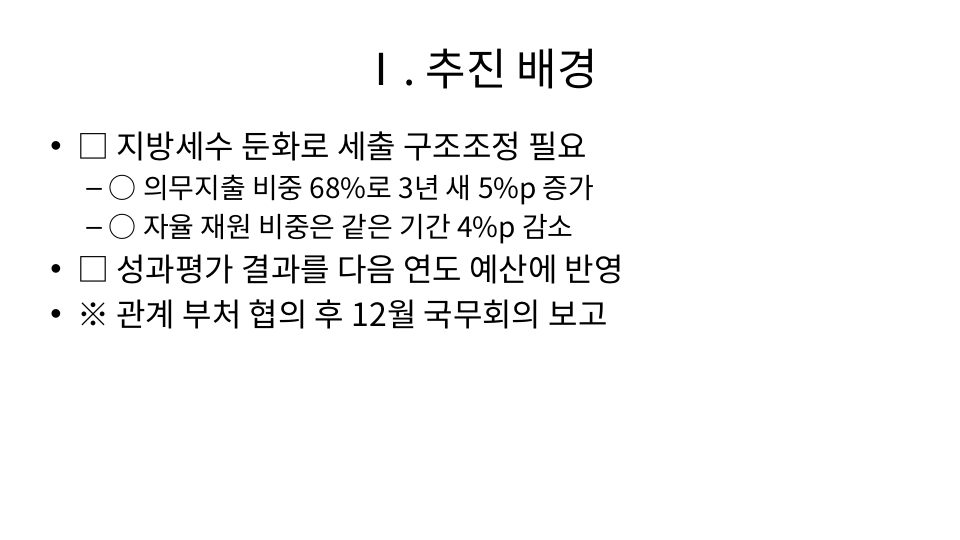 Ⅰ. 추진 배경
• □ 지방세수 둔화로 세출 구조조정 필요
– ○ 의무지출 비중 68%로 3년 새 5%p 증가
– ○ 자율 재원 비중은 같은 기간 4%p 감소
• □ 성과평가 결과를 다음 연도 예산에 반영
• ※ 관계 부처 협의 후 12월 국무회의 보고